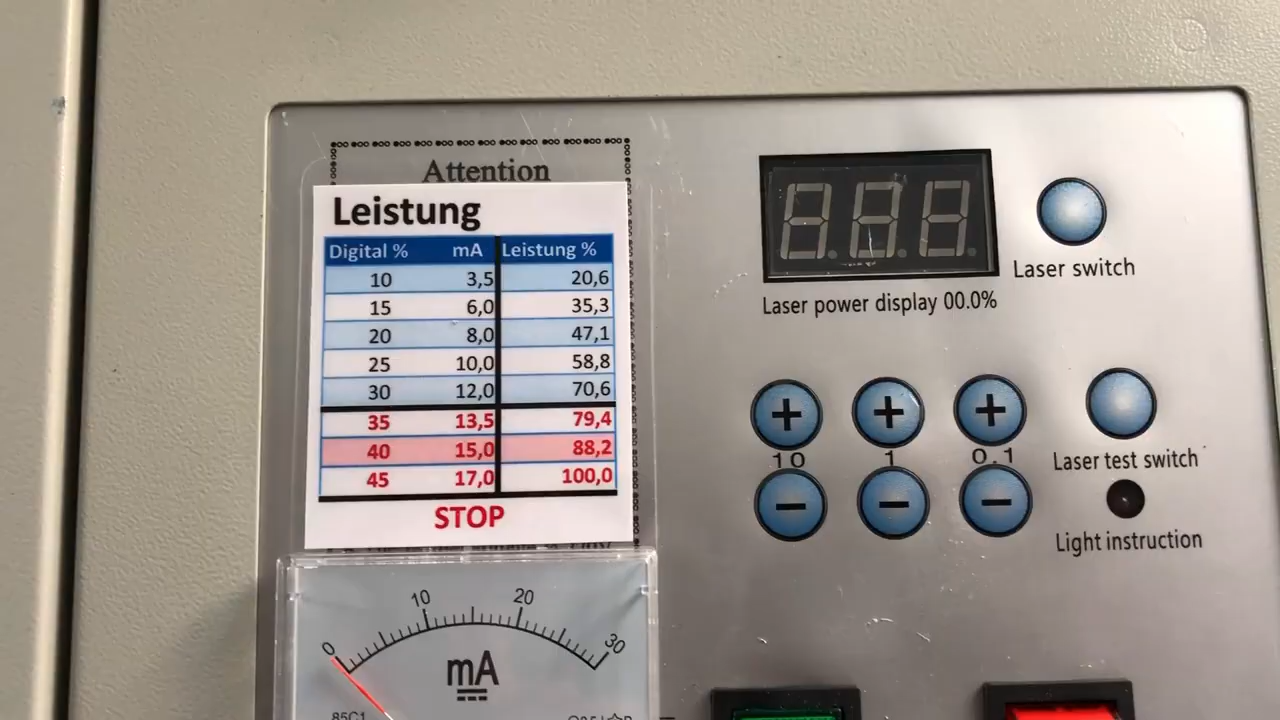 Attention
Leistung
Digital % mA Leistung %
10 3,5 20,6
15 6,0 35,3
20 8,0 47,1
25 10,0 58,8
30 12,0 70,6
35 13,5 79,4
40 15,0 88,2
45 17,0 100,0
STOP
Laser switch
Laser power display 00.0%
+ + +
10 1 0.1
- - -
Laser test switch
Light instruction
0 10 20 30
mA
85C1